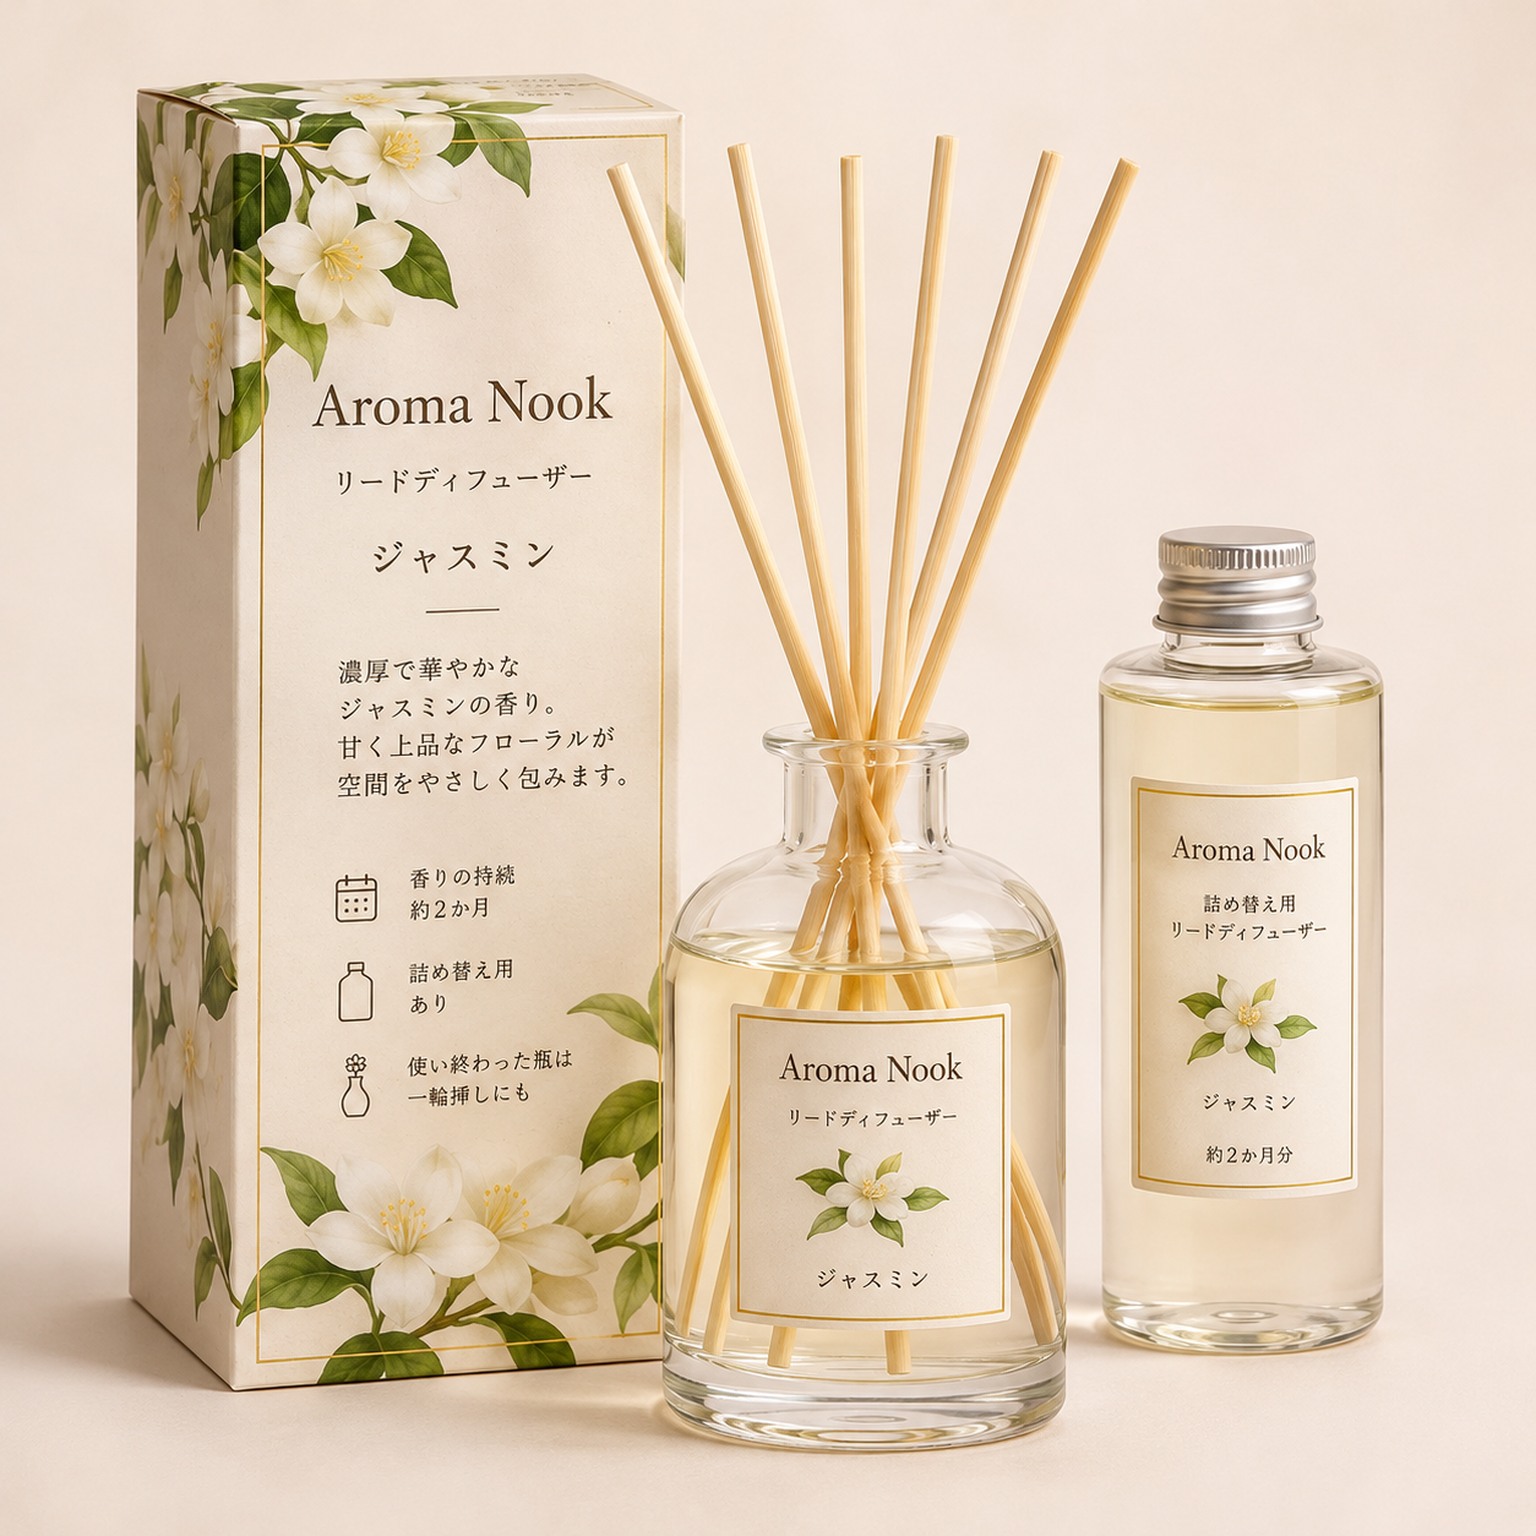 Aroma Nook
リードディフューザー
ジャスミン
濃厚で華やかな
ジャスミンの香り。
甘く上品なフローラルが
空間をやさしく包みます。
香りの持続
約2か月
詰め替え用
あり
使い終わった瓶は
一輪挿しにも
Aroma Nook
リードディフューザー
ジャスミン
Aroma Nook
詰め替え用
リードディフューザー
ジャスミン
約2か月分